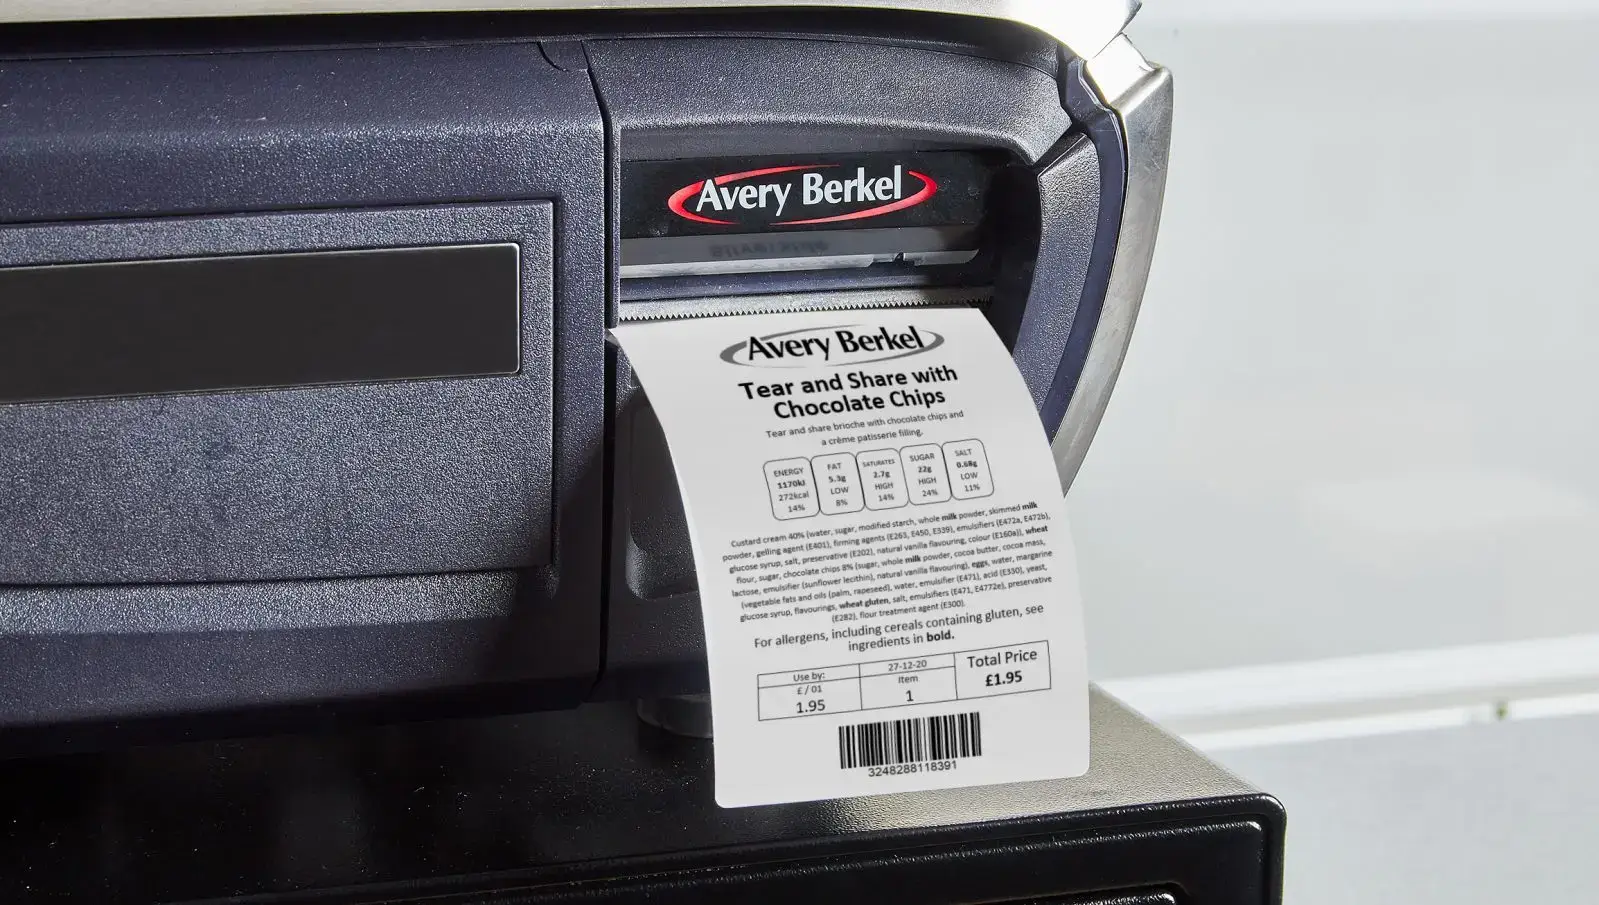 Avery Berkel
Avery Berkel
Tear and Share with
Chocolate Chips
Tear and share brioche with chocolate chips and
a crème patisserie filling.
ENERGY
1170kJ
272kcal
14%
FAT
5.3g
LOW
8%
SATURATES
2.7g
HIGH
14%
SUGAR
22g
HIGH
24%
SALT
0.68g
LOW
11%
Custard cream 40% (water, sugar, modified starch, whole milk powder, skimmed milk
powder, gelling agent (E401), firming agents (E263, E450, E339), emulsifiers (E472a, E472b),
glucose syrup, salt, preservative (E202), natural vanilla flavouring, colour (E160a)), wheat
flour, sugar, chocolate chips 8% (sugar, whole milk powder, cocoa butter, cocoa mass,
lactose, emulsifier (sunflower lecithin), natural vanilla flavouring), eggs, water, margarine
(vegetable fats and oils (palm, rapeseed), water, emulsifier (E471), acid (E330), yeast,
glucose syrup, flavourings, wheat gluten, salt, emulsifiers (E471, E4772e), preservative
(E282), flour treatment agent (E300).
For allergens, including cereals containing gluten, see
ingredients in bold.
Use by:
27-12-20
Total Price
£ / 01
Item
£1.95
1.95
1
3248288118391